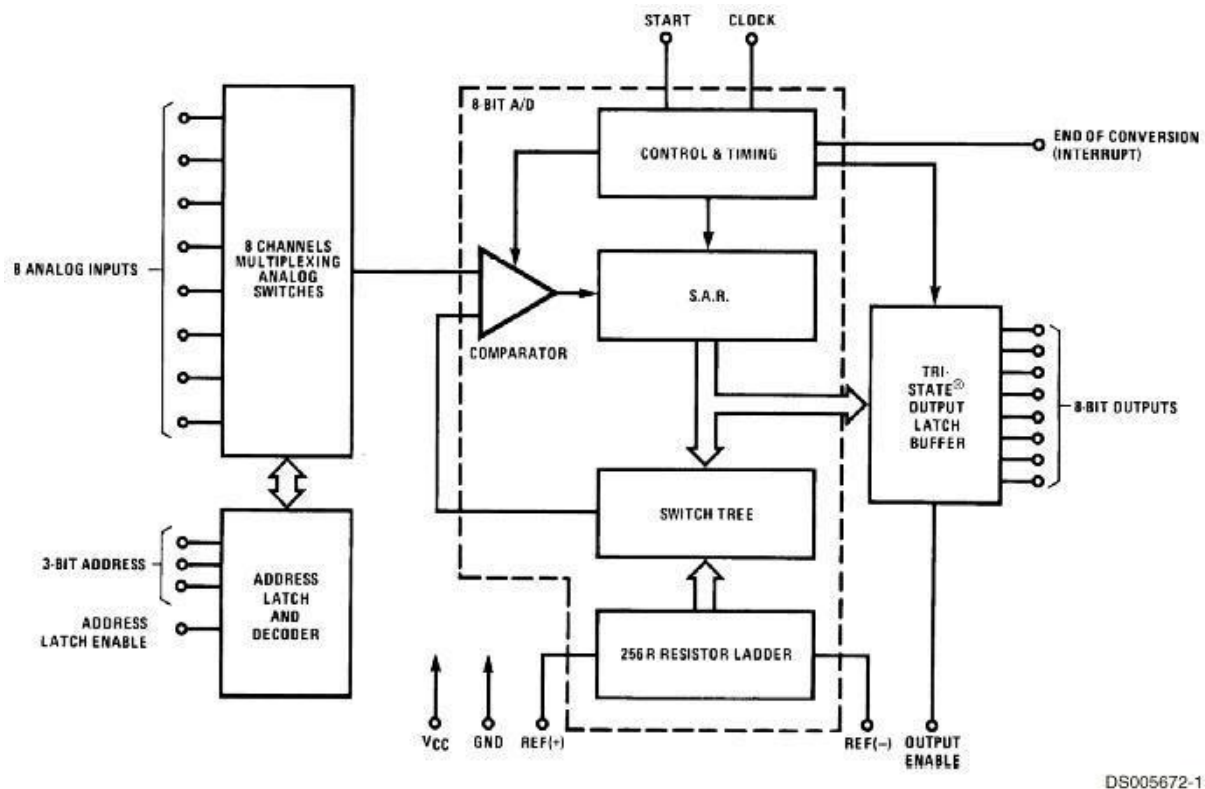 START
CLOCK
8-BIT A/D
CONTROL & TIMING
END OF CONVERSION
(INTERRUPT)
8 ANALOG INPUTS
8 CHANNELS
MULTIPLEXING
ANALOG
SWITCHES
S.A.R.
COMPARATOR
TRI-
STATE®
OUTPUT
LATCH
BUFFER
8-BIT OUTPUTS
SWITCH TREE
3-BIT ADDRESS
ADDRESS
LATCH ENABLE
ADDRESS
LATCH
AND
DECODER
256R RESISTOR LADDER
VCC
GND
REF(+)
REF(−)
OUTPUT
ENABLE
DS005672-1